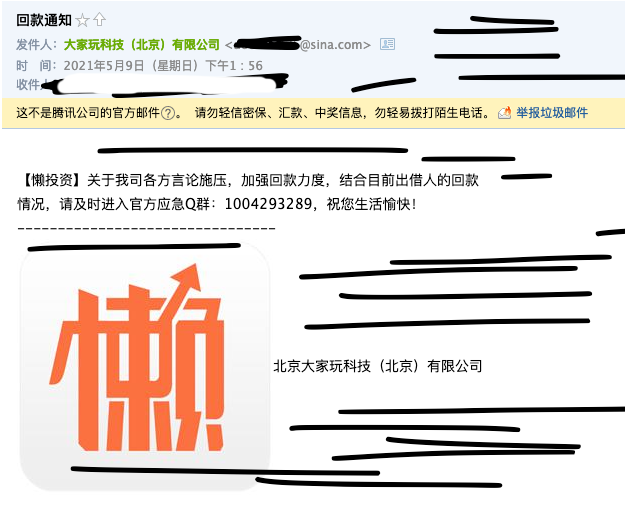 回款通知
发件人：大家玩科技（北京）有限公司 <@sina.com>
时 间：2021年5月9日（星期日）下午1：56
收件
这不是腾讯公司的官方邮件?。 请勿轻信密保、汇款、中奖信息，勿轻易拨打陌生电话。 举报垃圾邮件
【懒投资】关于我司各方言论施压，加强回款力度，结合目前出借人的回款
情况，请及时进入官方应急Q群：1004293289，祝您生活愉快！
--------------------------------
懒
北京大家玩科技（北京）有限公司